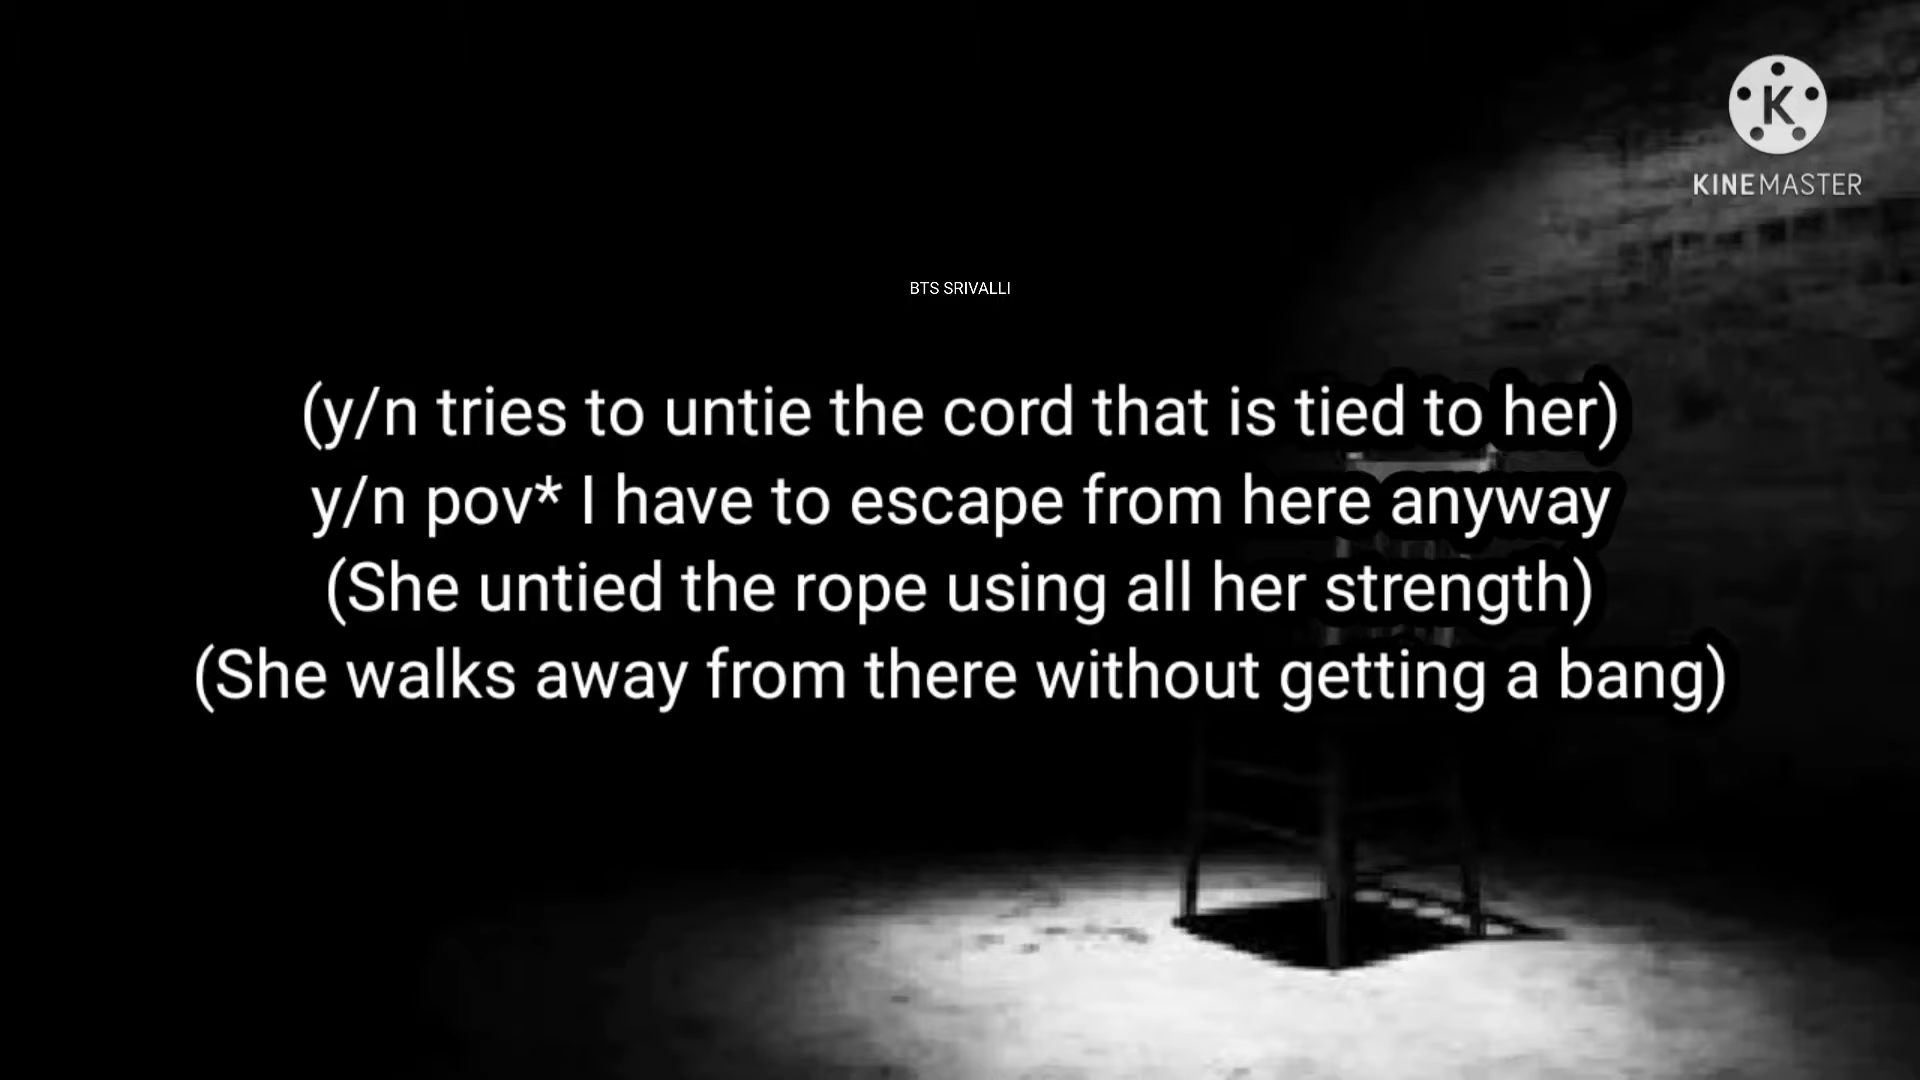 K
KINEMASTER
BTS SRIVALLI
(y/n tries to untie the cord that is tied to her)
y/n pov* I have to escape from here anyway
(She untied the rope using all her strength)
(She walks away from there without getting a bang)